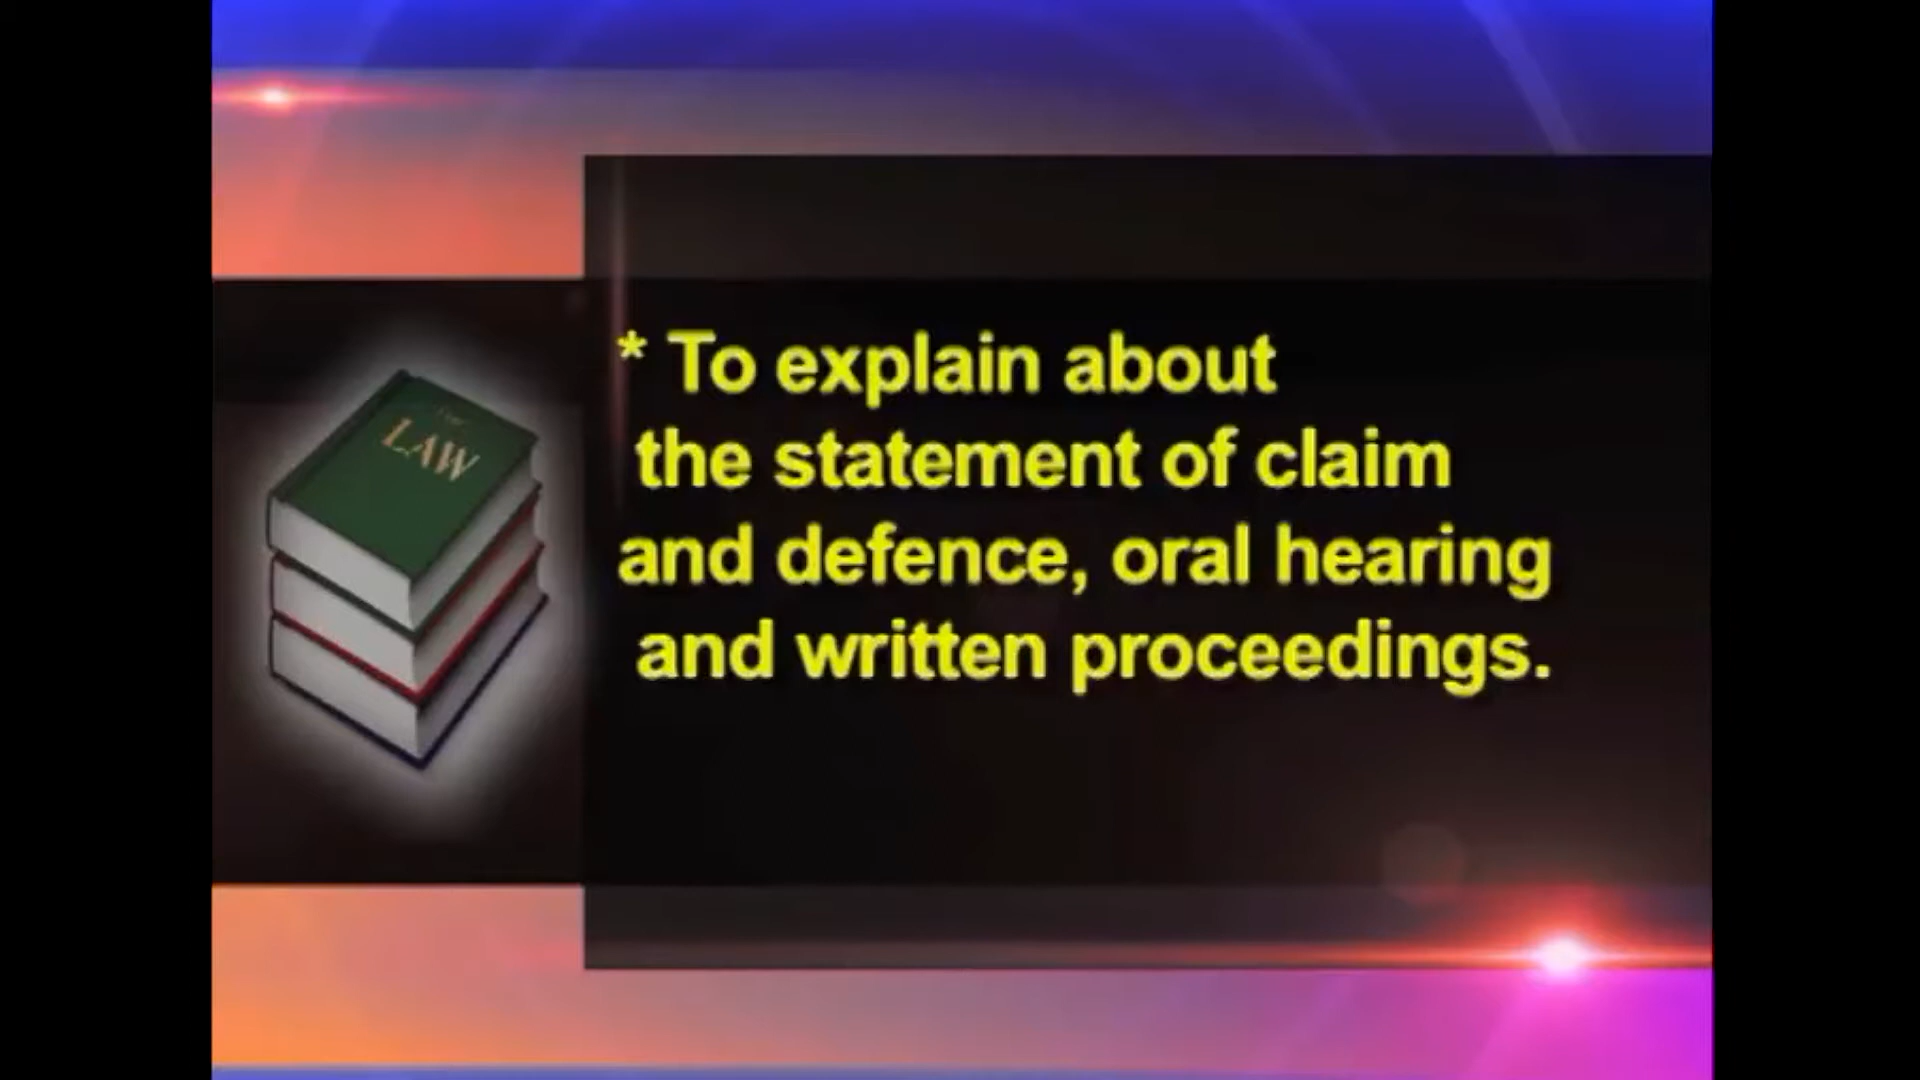 LAW
* To explain about
the statement of claim
and defence, oral hearing
and written proceedings.